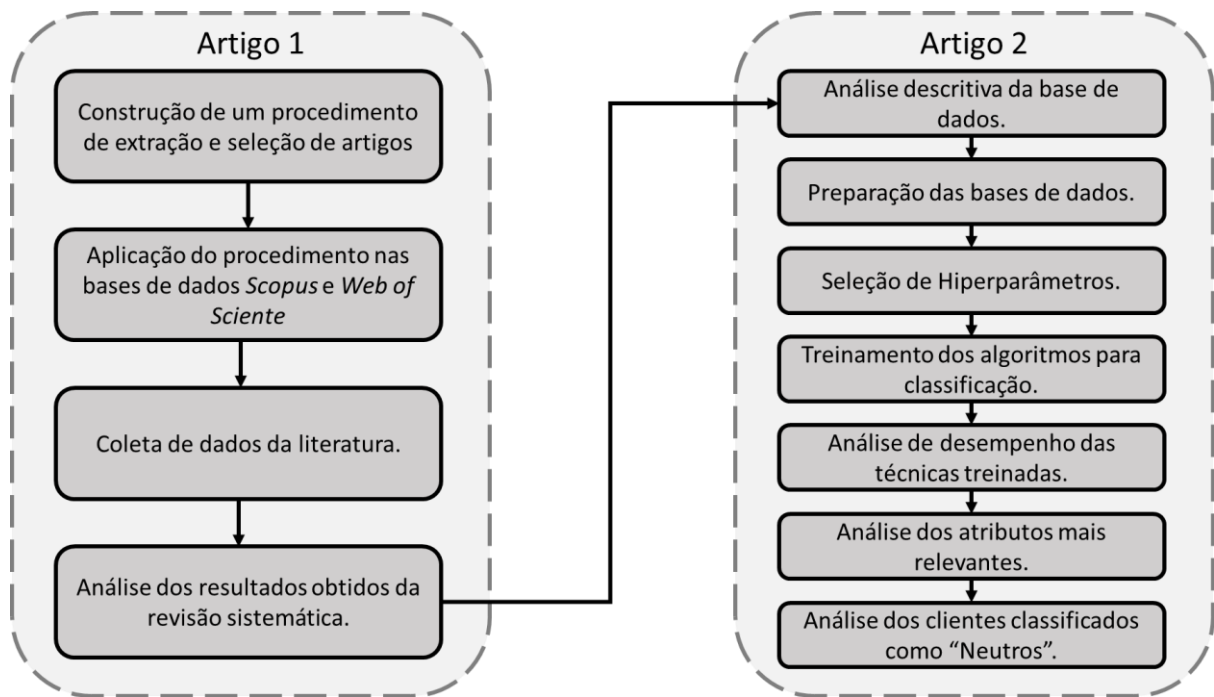 Artigo 1
Construção de um procedimento
de extração e seleção de artigos
Aplicação do procedimento nas
bases de dados Scopus e Web of
Sciente
Coleta de dados da literatura.
Análise dos resultados obtidos da
revisão sistemática.
Artigo 2
Análise descritiva da base de
dados.
Preparação das bases de dados.
Seleção de Hiperparâmetros.
Treinamento dos algoritmos para
classificação.
Análise de desempenho das
técnicas treinadas.
Análise dos atributos mais
relevantes.
Análise dos clientes classificados
como “Neutros”.